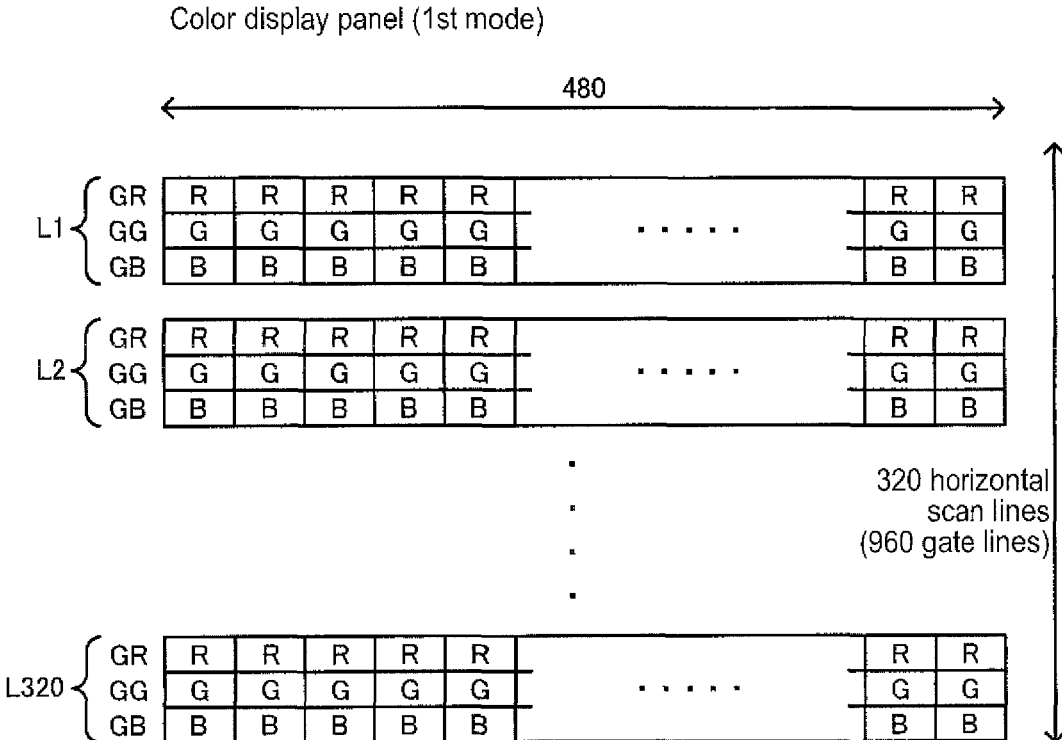 Color display panel (1st mode)
480
L1
GR R R R R R ..... R R
GG G G G G G G G
GB B B B B B B B
L2
GR R R R R R R R
GG G G G G G ..... G G
GB B B B B B B B
320 horizontal
scan lines
(960 gate lines)
L320
GR R R R R R R R
GG G G G G G ..... G G
GB B B B B B B B